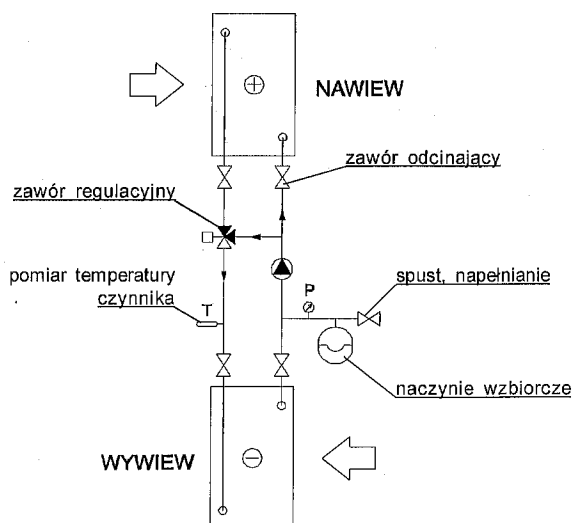 NAWIEW
zawór odcinający
zawór regulacyjny
pomiar temperatury
czynnika
T
P
spust, napełnianie
naczynie wzbiorcze
WYWIEW